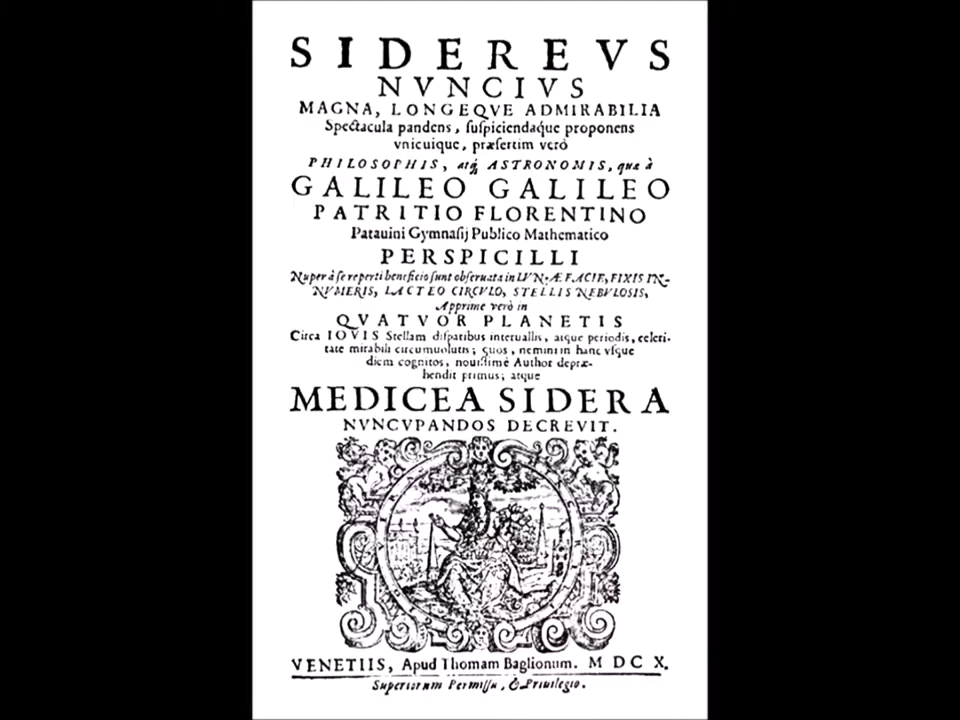 SIDEREVS
NVNCIVS
MAGNA, LONGEQVE ADMIRABILIA
Spectacula pandens, ſuſpiciendaque proponens
vnicuique, præſertim verò
PHILOSOPHIS, atq́ ASTRONOMIS, quæ à
GALILEO GALILEO
PATRITIO FLORENTINO
Patauini Gymnaſij Publico Mathematico
PERSPICILLI
Nuper à ſe reperti beneficio ſunt obſeruata in LVNÆ FACIE, FIXIS IN-
NVMERIS, LACTEO CIRCVLO, STELLIS NEBVLOSIS,
Apprime verò in
QVATVOR PLANETIS
Circa IOVIS Stellam diſparibus interuallis, atque periodis, celeri-
tate mirabili circumuolutis; quos, nemini in hanc vſque
diem cognitos, nouiſſimè Author depræ-
hendit primus; atque
MEDICEA SIDERA
NVNCVPANDOS DECREVIT.
VENETIIS, Apud Thomam Baglionum. M DC X.
Superiorum Permiſſu, & Priuilegio.